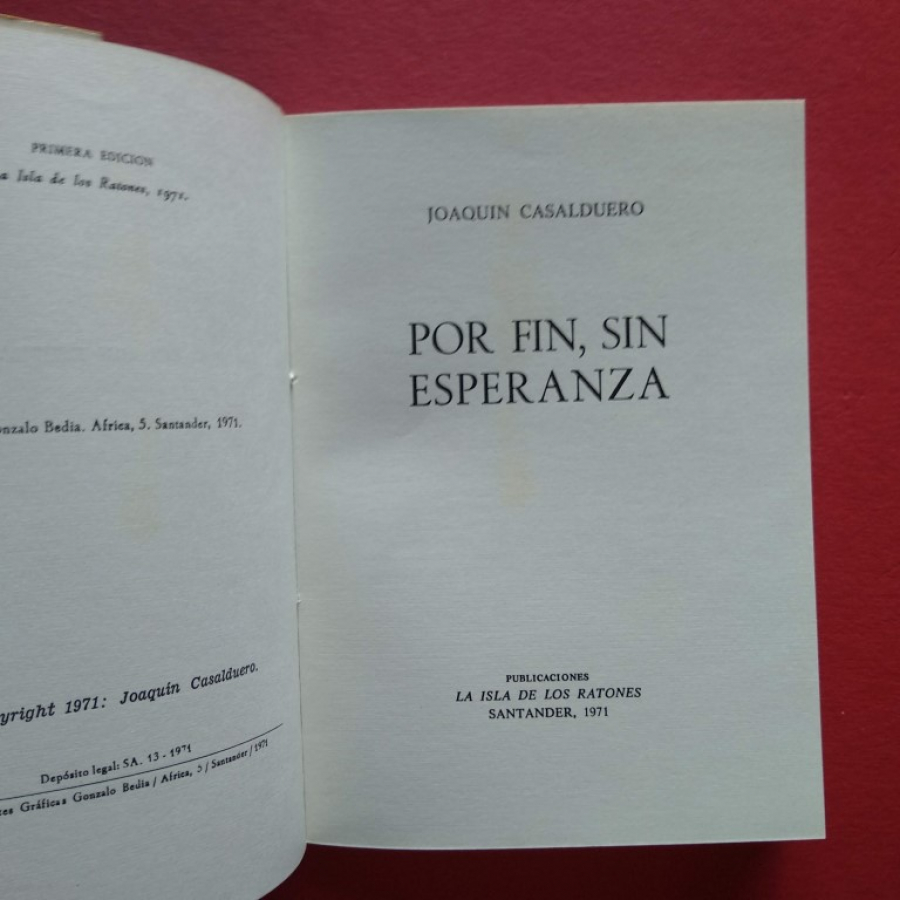 PRIMERA EDICION
Isla de los Ratones, 1971.
Gonzalo Bedia. Africa, 5. Santander, 1971.
yright 1971: Joaquín Casalduero.
Depósito legal: SA. 13 - 1971
Gráficas Gonzalo Bedia / Africa, 5 / Santander / 1971
JOAQUIN CASALDUERO
POR FIN, SIN
ESPERANZA
PUBLICACIONES
LA ISLA DE LOS RATONES
SANTANDER, 1971